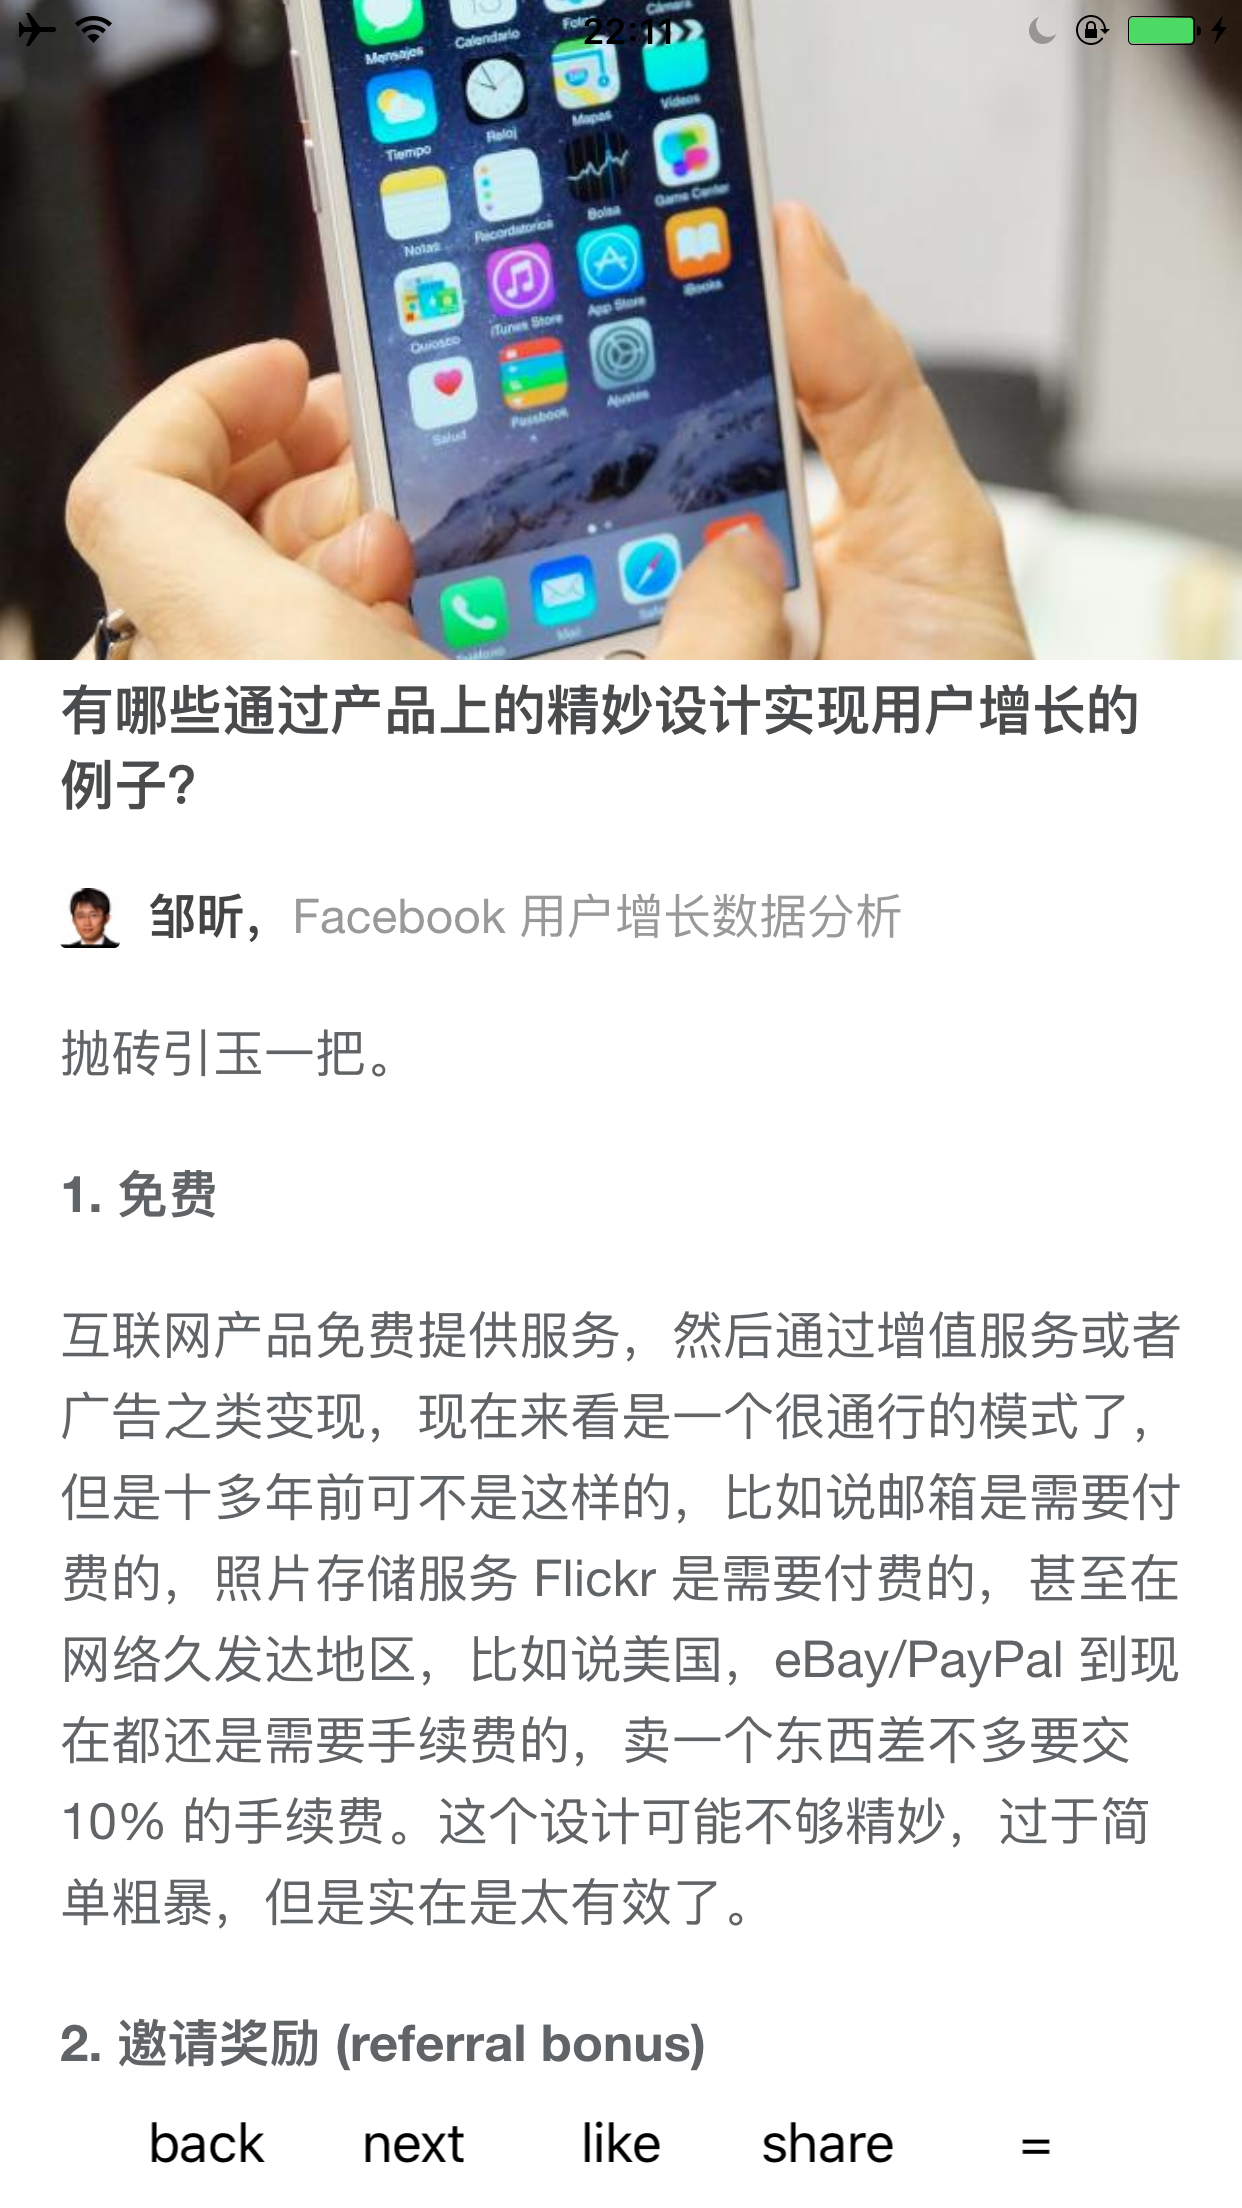 22:11
Mensajes
Calendario
Cámara
Tiempo
Reloj
Mapas
Vídeos
Notas
Recordatorios
Bolsa
Game Center
Quiosco
iTunes Store
App Store
iBooks
Salud
Passbook
Ajustes
Teléfono
Mail
有哪些通过产品上的精妙设计实现用户增长的
例子?
邹昕，Facebook 用户增长数据分析
抛砖引玉一把。
1. 免费
互联网产品免费提供服务，然后通过增值服务或者
广告之类变现，现在来看是一个很通行的模式了，
但是十多年前可不是这样的，比如说邮箱是需要付
费的，照片存储服务 Flickr 是需要付费的，甚至在
网络久发达地区，比如说美国，eBay/PayPal 到现
在都还是需要手续费的，卖一个东西差不多要交
10% 的手续费。这个设计可能不够精妙，过于简
单粗暴，但是实在是太有效了。
2. 邀请奖励 (referral bonus)
back next like share =